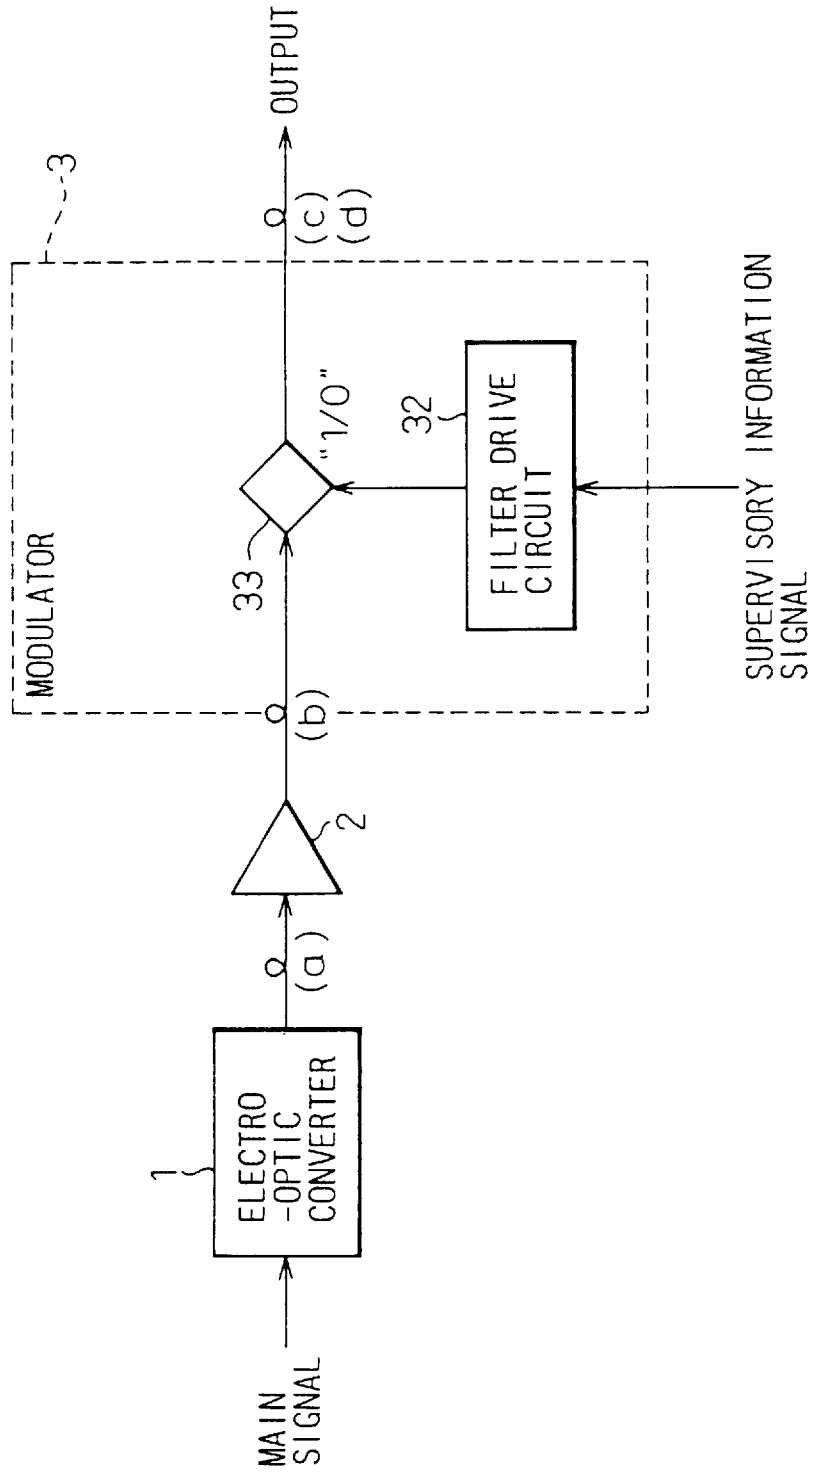 MAIN
SIGNAL
1
ELECTRO
-OPTIC
CONVERTER
(a)
2
(b)
MODULATOR
3
33
"1/0"
32
FILTER DRIVE
CIRCUIT
SUPERVISORY INFORMATION
SIGNAL
(c)
(d)
OUTPUT